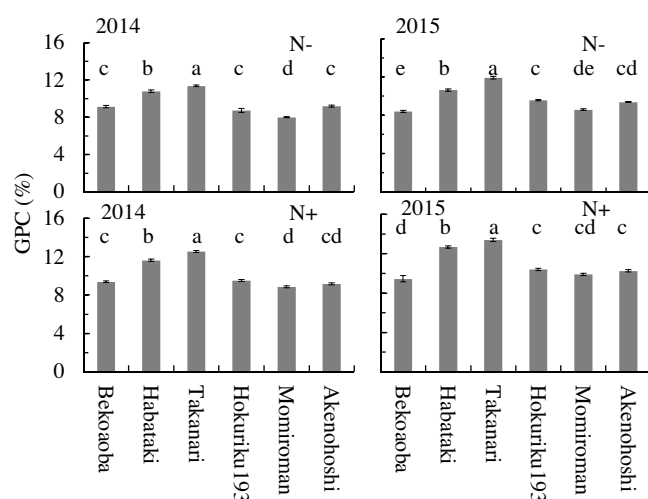 2014 N-
16
c b a c d c
12
8
4
0
2015 N-
e b a c de cd
GPC (%)
2014 N+
16
c b a c d cd
12
8
4
0
2015 N+
d b a c cd c
Bekoaoba
Habataki
Takanari
Hokuriku193
Momiroman
Akenohoshi
Bekoaoba
Habataki
Takanari
Hokuriku193
Momiroman
Akenohoshi